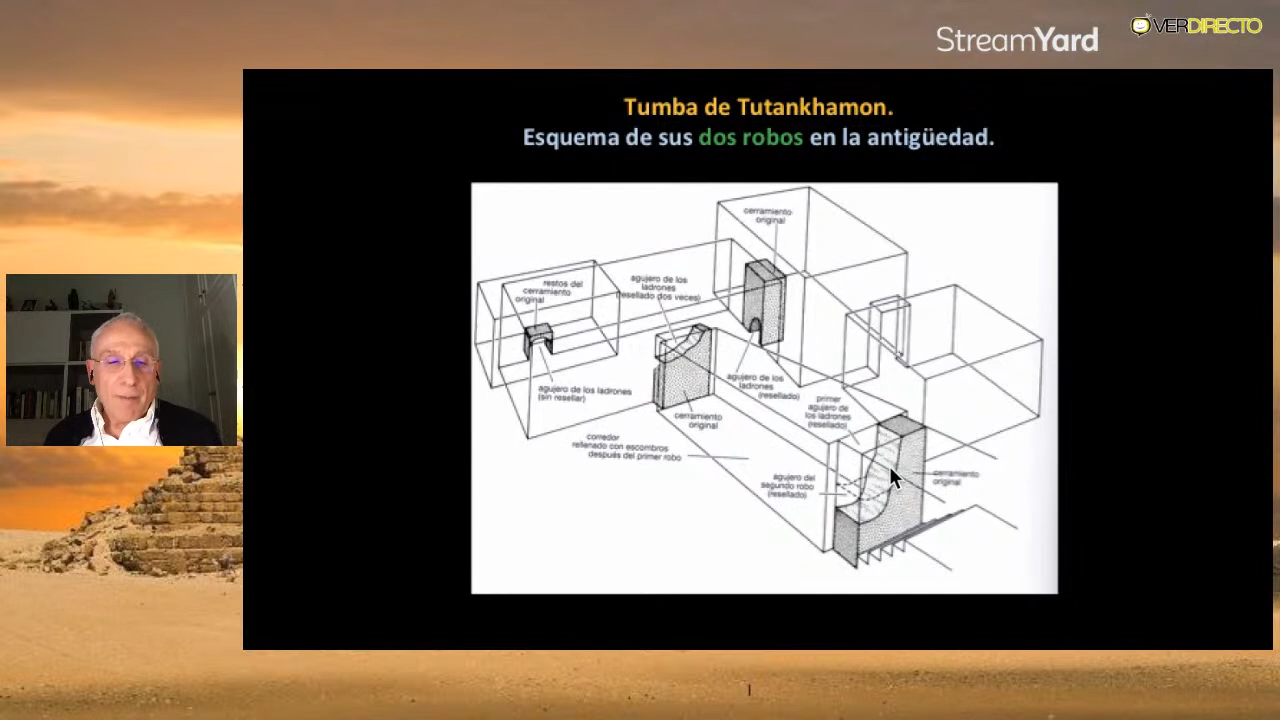 StreamYard
VERDIRECTO
Tumba de Tutankhamon.
Esquema de sus dos robos en la antigüedad.
cerramiento
original
restos del
cerramiento
original
agujero de los
ladrones
(resellado dos veces)
agujero de los ladrones
(sin resellar)
cerramiento
original
agujero de los
ladrones
(resellado)
primer
agujero de
los ladrones
(resellado)
corredor
rellenado con escombros
después del primer robo
agujero del
segundo robo
(resellado)
cerramiento
original